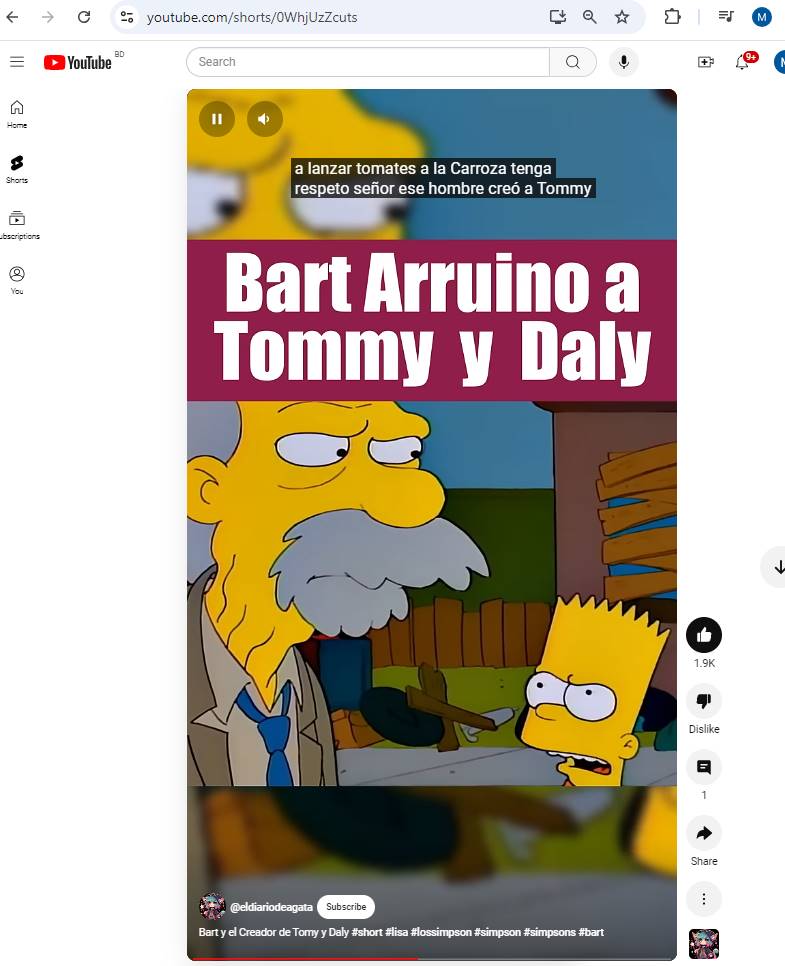 youtube.com/shorts/0WhjUzZcuts
M
YouTube BD
Search
9+
Home
Shorts
ubscriptions
You
a lanzar tomates a la Carroza tenga
respeto señor ese hombre creó a Tommy
Bart Arruino a
Tommy y Daly
1.9K
Dislike
1
Share
@eldiariodeagata Subscribe
Bart y el Creador de Tomy y Daly #short #lisa #lossimpson #simpson #simpsons #bart